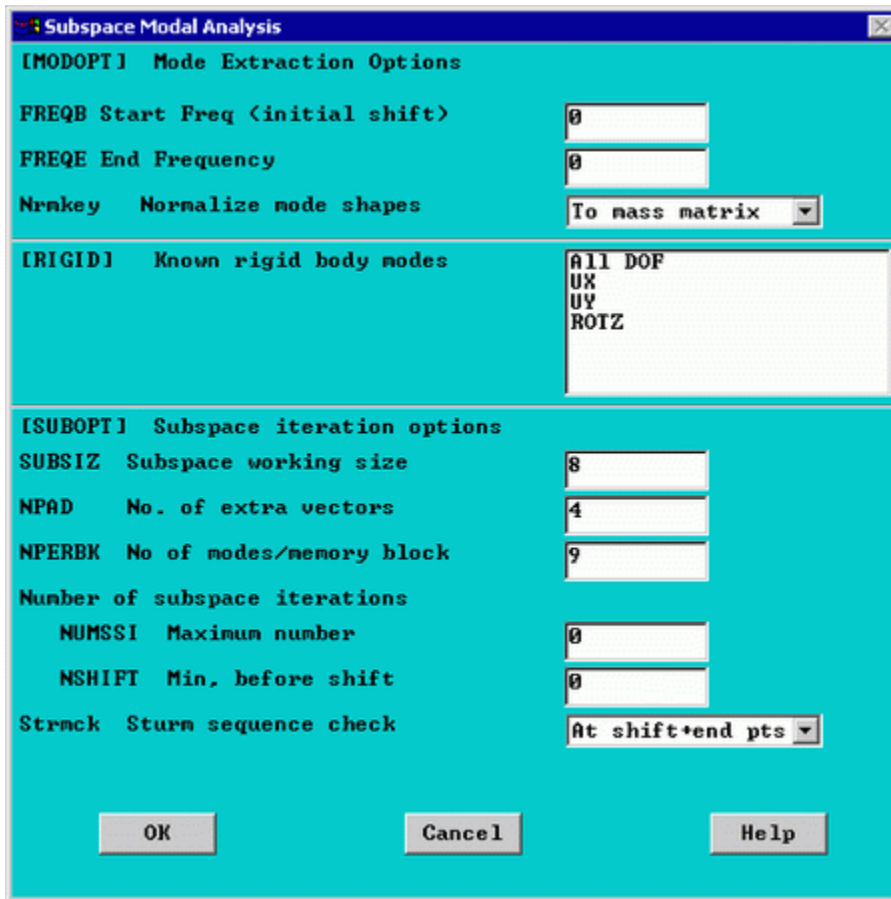 Subspace Modal Analysis
[MODOPT] Mode Extraction Options
FREQB Start Freq (initial shift) 0
FREQE End Frequency 0
Nrmkey Normalize mode shapes To mass matrix
[RIGID] Known rigid body modes All DOF
UX
UY
ROTZ
[SUBOPT] Subspace iteration options
SUBSIZ Subspace working size 8
NPAD No. of extra vectors 4
NPERBK No of modes/memory block 9
Number of subspace iterations
NUMSSI Maximum number 0
NSHIFT Min, before shift 0
Strmck Sturm sequence check At shift+end pts
OK Cancel Help